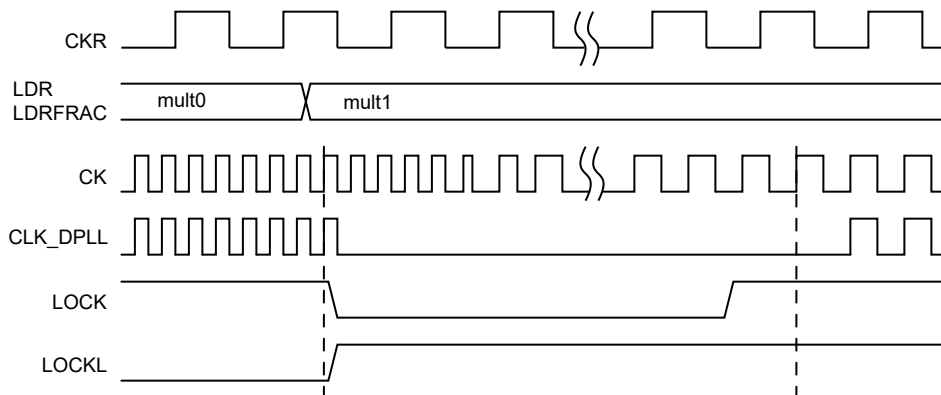 CKR
LDR
LDRFRAC
mult0
mult1
CK
CLK_DPLL
LOCK
LOCKL